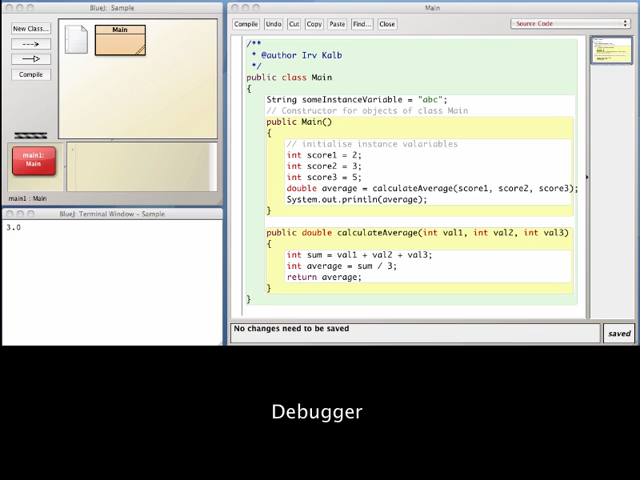 BlueJ: Sample
New Class...
Compile
Main
main1:
Main
main1 : Main
BlueJ: Terminal Window - Sample
3.0
Main
Compile Undo Cut Copy Paste Find... Close
Source Code
/**
* @author Irv Kalb
*/
public class Main
{
String someInstanceVariable = "abc";
// Constructor for objects of class Main
public Main()
{
// initialise instance valariables
int score1 = 2;
int score2 = 3;
int score3 = 5;
double average = calculateAverage(score1, score2, score3);
System.out.println(average);
}
public double calculateAverage(int val1, int val2, int val3)
{
int sum = val1 + val2 + val3;
int average = sum / 3;
return average;
}
}
No changes need to be saved
saved
Debugger